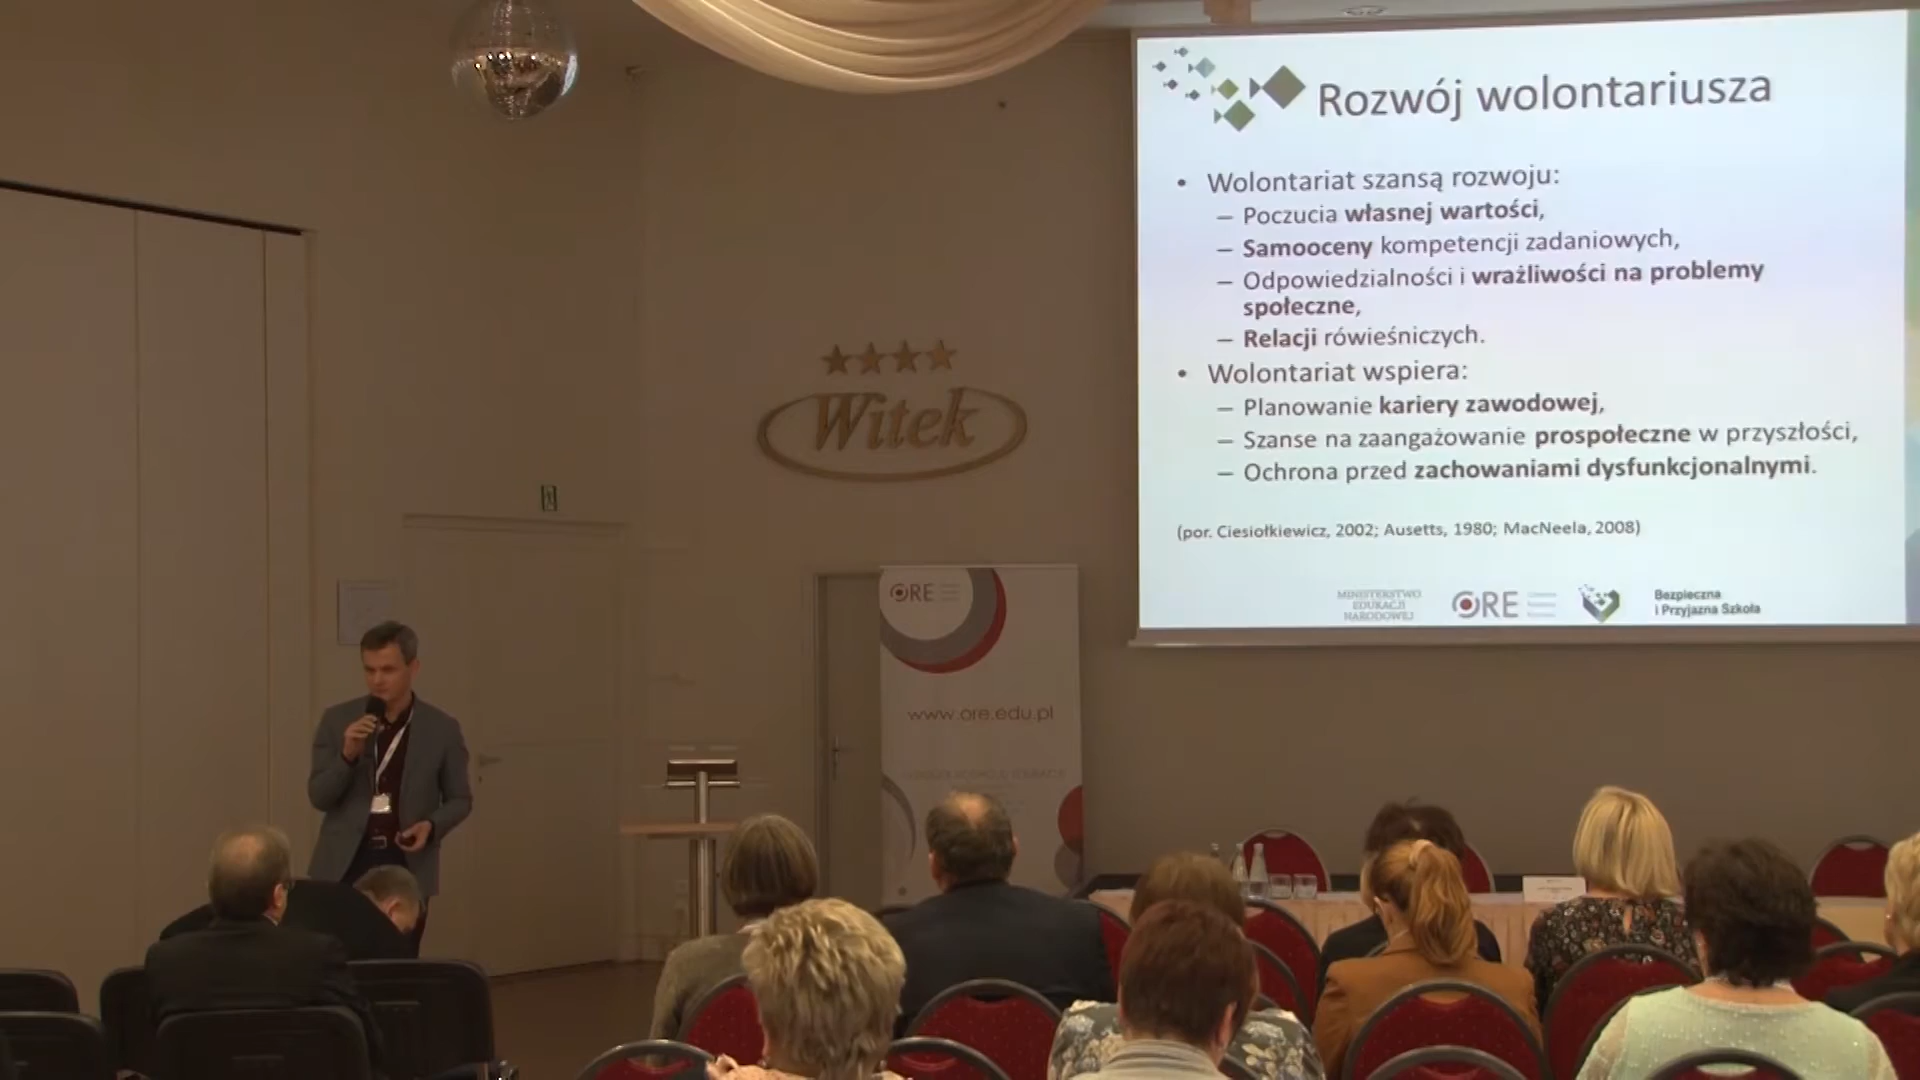 Rozwój wolontariusza
• Wolontariat szansą rozwoju:
– Poczucia własnej wartości,
– Samooceny kompetencji zadaniowych,
– Odpowiedzialności i wrażliwości na problemy
społeczne,
– Relacji rówieśniczych.
• Wolontariat wspiera:
– Planowanie kariery zawodowej,
– Szanse na zaangażowanie prospołeczne w przyszłości,
– Ochrona przed zachowaniami dysfunkcjonalnymi.
(por. Ciesiołkiewicz, 2002; Ausetts, 1980; MacNeela, 2008)
MINISTERSTWO
EDUKACJI
NARODOWEJ
ORE
Bezpieczna
i Przyjazna Szkoła
Witek
ORE
www.ore.edu.pl